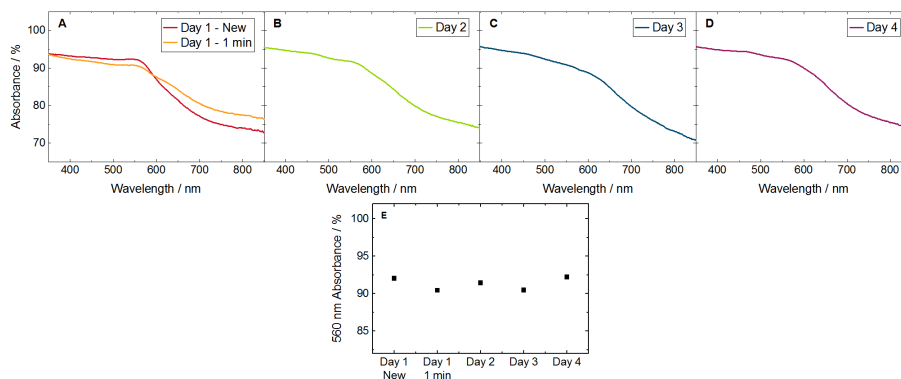 A
Day 1 - New
Day 1 - 1 min
B
Day 2
C
Day 3
D
Day 4
Absorbance / %
100
90
80
70
400 500 600 700 800
400 500 600 700 800
400 500 600 700 800
400 500 600 700 800
Wavelength / nm
Wavelength / nm
Wavelength / nm
Wavelength / nm
E
560 nm Absorbance / %
100
95
90
85
Day 1 Day 1 Day 2 Day 3 Day 4
New 1 min